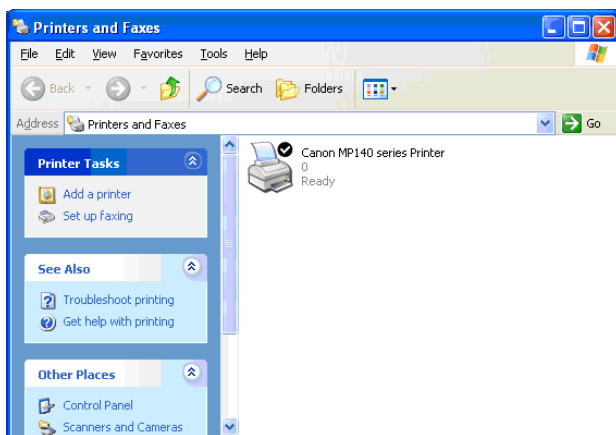 Printers and Faxes
File Edit View Favorites Tools Help
Back Search Folders
Address Printers and Faxes Go
Printer Tasks
Add a printer
Set up faxing
See Also
Troubleshoot printing
Get help with printing
Other Places
Control Panel
Scanners and Cameras
Canon MP140 series Printer
0
Ready